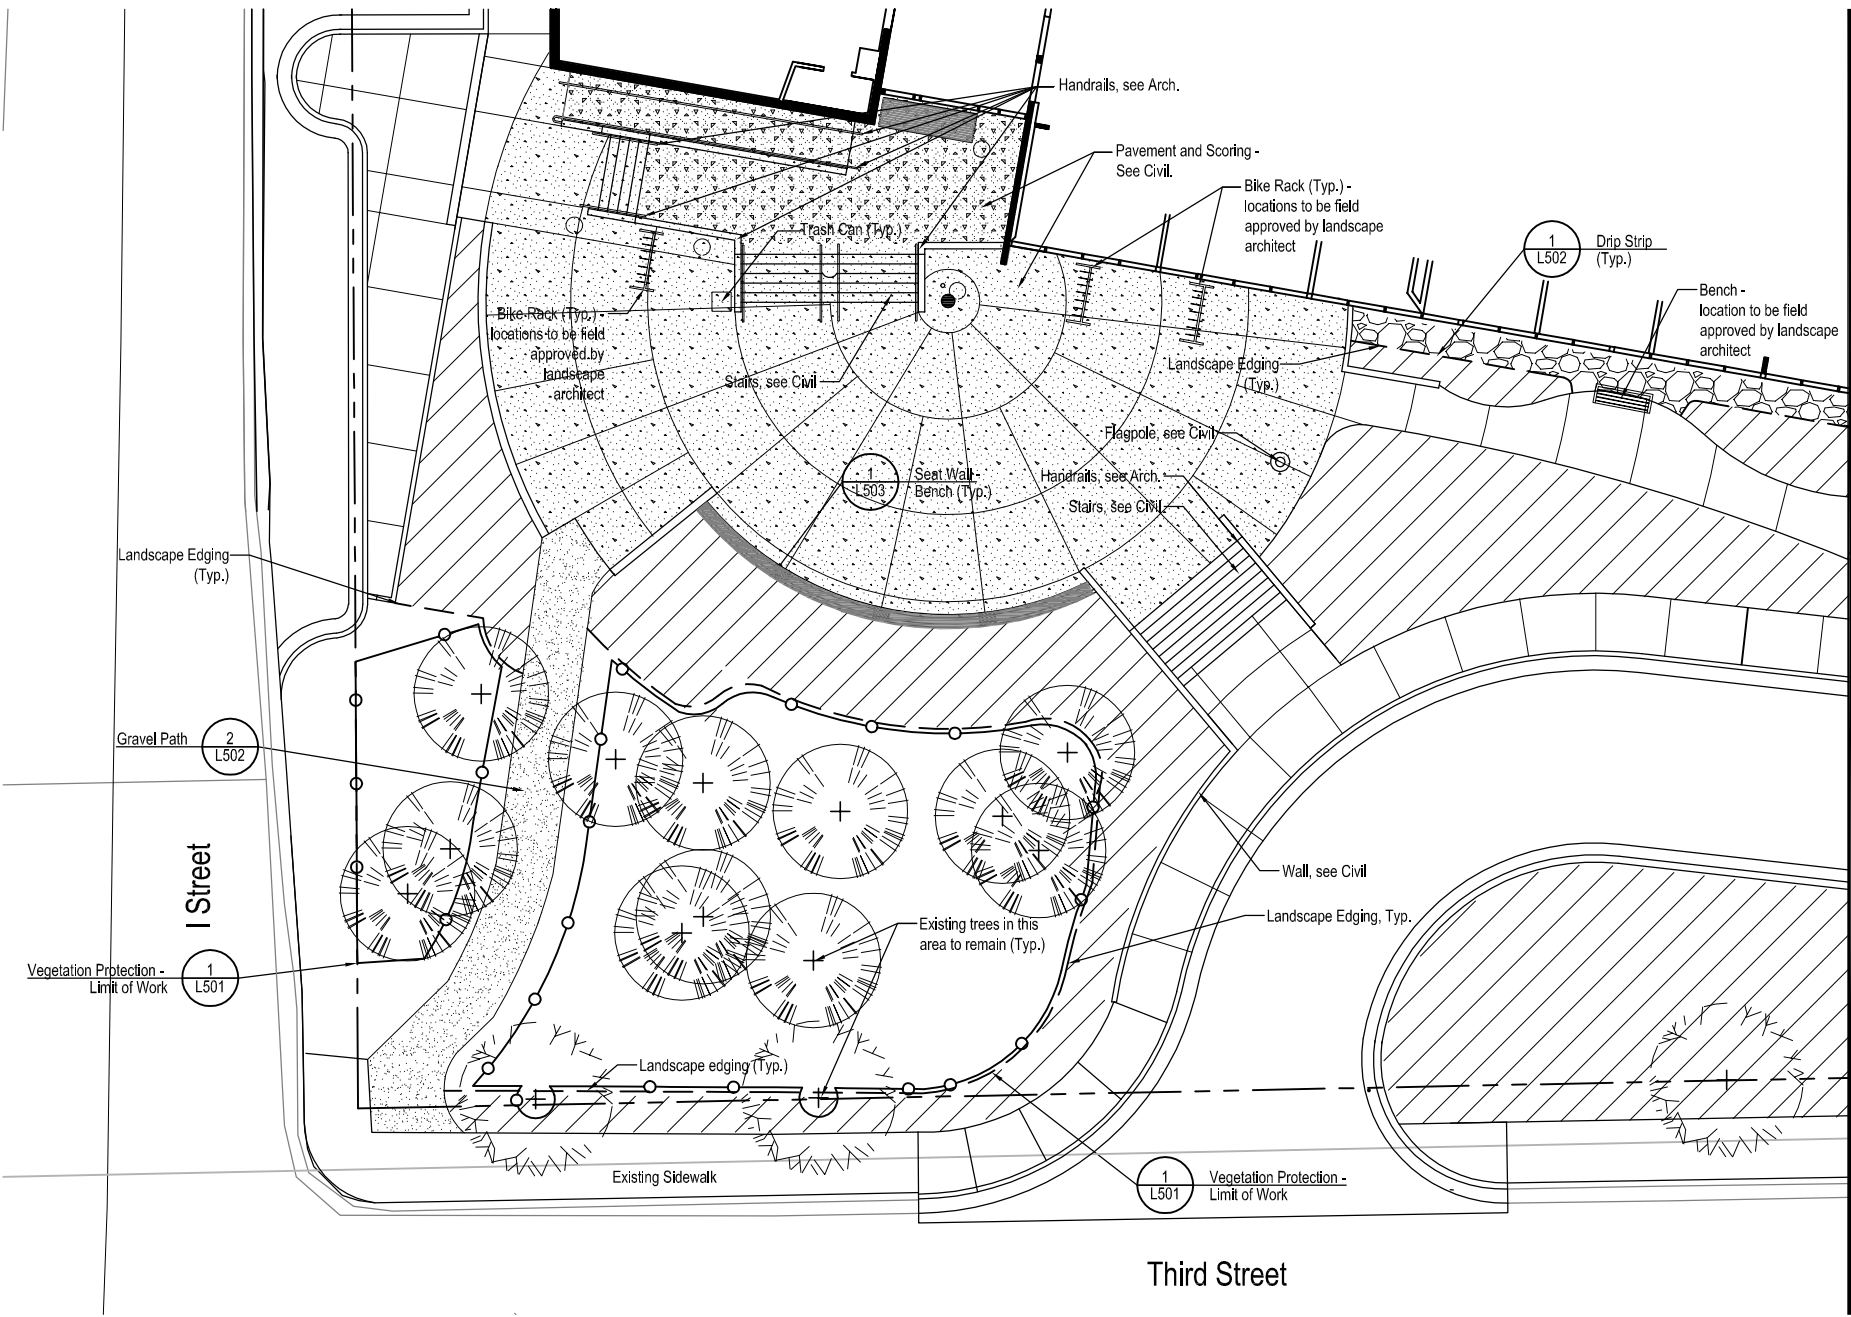 Handrails, see Arch.
Pavement and Scoring -
See Civil.
Bike Rack (Typ.) -
locations to be field
approved by landscape
architect
1
L502
Drip Strip
(Typ.)
Bench -
location to be field
approved by landscape
architect
Trash Can (Typ.)
Bike Rack (Typ.) -
locations to be field
approved by
landscape
architect
Stairs, see Civil
Landscape Edging
(Typ.)
Flagpole, see Civil
1
L503
Seat Wall -
Bench (Typ.)
Handrails, see Arch.
Stairs, see Civil
Landscape Edging
(Typ.)
Gravel Path
2
L502
I Street
Wall, see Civil
Landscape Edging, Typ.
Existing trees in this
area to remain (Typ.)
Vegetation Protection -
Limit of Work
1
L501
Landscape edging (Typ.)
Existing Sidewalk
1
L501
Vegetation Protection -
Limit of Work
Third Street